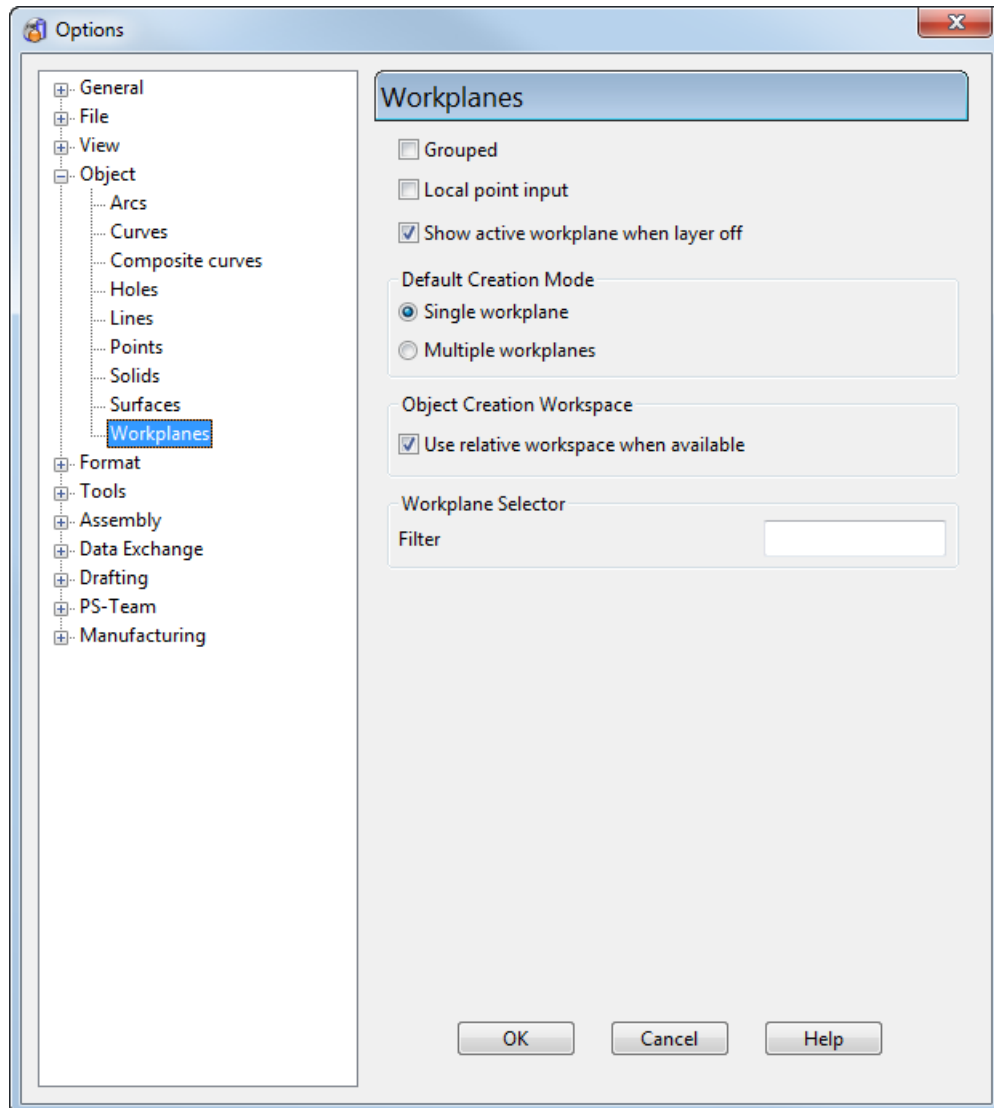 Options
General
File
View
Object
Arcs
Curves
Composite curves
Holes
Lines
Points
Solids
Surfaces
Workplanes
Format
Tools
Assembly
Data Exchange
Drafting
PS-Team
Manufacturing
Workplanes
Grouped
Local point input
Show active workplane when layer off
Default Creation Mode
Single workplane
Multiple workplanes
Object Creation Workspace
Use relative workspace when available
Workplane Selector
Filter
OK Cancel Help